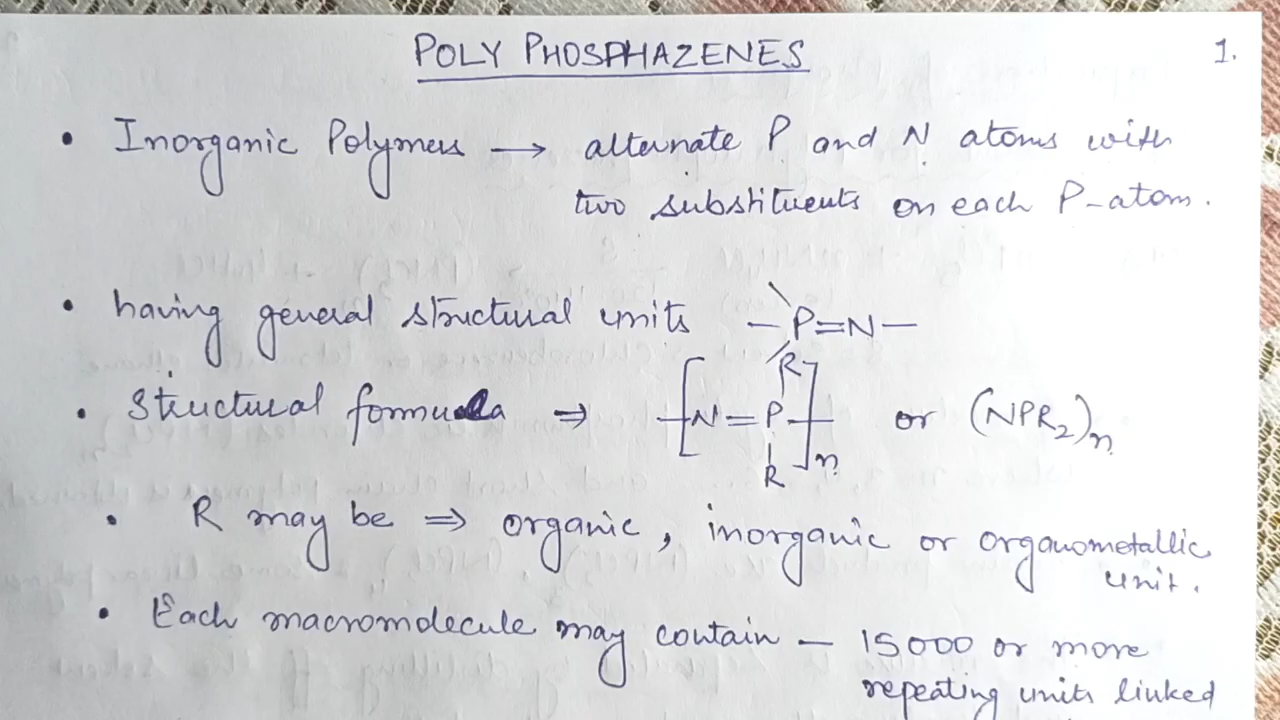 POLY PHOSPHAZENES
1.
• Inorganic Polymers → alternate P and N atoms with
two substituents on each P-atom.
• having general structural units –P=N–
• Structural formula ⇒ [N=P]n or (NPR₂)n
R
R
• R may be ⇒ organic, inorganic or organometallic
unit.
• Each macromolecule may contain – 15000 or more
repeating units linked